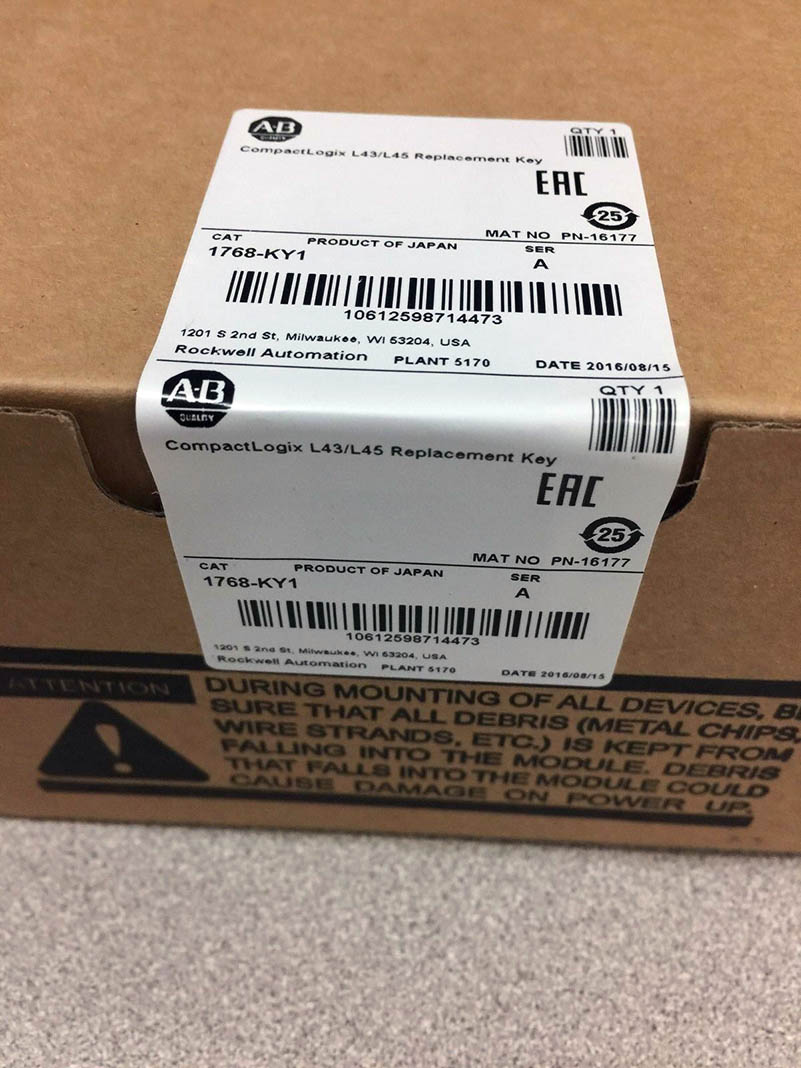 A·B
QUALITY
QTY 1
CompactLogix L43/L45 Replacement Key
EAC
25
MAT NO PN-16177
CAT PRODUCT OF JAPAN SER
1768-KY1 A
10612598714473
1201 S 2nd St, Milwaukee, WI 53204, USA
Rockwell Automation PLANT 5170 DATE 2016/08/15
A·B
QUALITY
QTY 1
CompactLogix L43/L45 Replacement Key
EAC
25
MAT NO PN-16177
CAT PRODUCT OF JAPAN SER
1768-KY1 A
10612598714473
1201 S 2nd St, Milwaukee, WI 53204, USA
Rockwell Automation PLANT 5170 DATE 2016/08/15
ATTENTION
DURING MOUNTING OF ALL DEVICES, BE
SURE THAT ALL DEBRIS (METAL CHIPS,
WIRE STRANDS, ETC.) IS KEPT FROM
FALLING INTO THE MODULE. DEBRIS
THAT FALLS INTO THE MODULE COULD
CAUSE DAMAGE ON POWER UP.